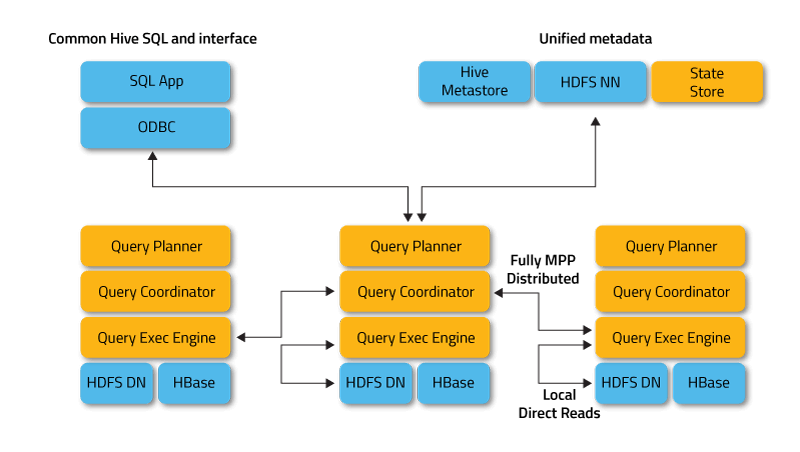 Common Hive SQL and interface
Unified metadata
SQL App
ODBC
Hive
Metastore
HDFS NN
State
Store
Query Planner
Query Coordinator
Query Exec Engine
HDFS DN
HBase
Query Planner
Query Coordinator
Query Exec Engine
HDFS DN
HBase
Fully MPP
Distributed
Local
Direct Reads
Query Planner
Query Coordinator
Query Exec Engine
HDFS DN
HBase